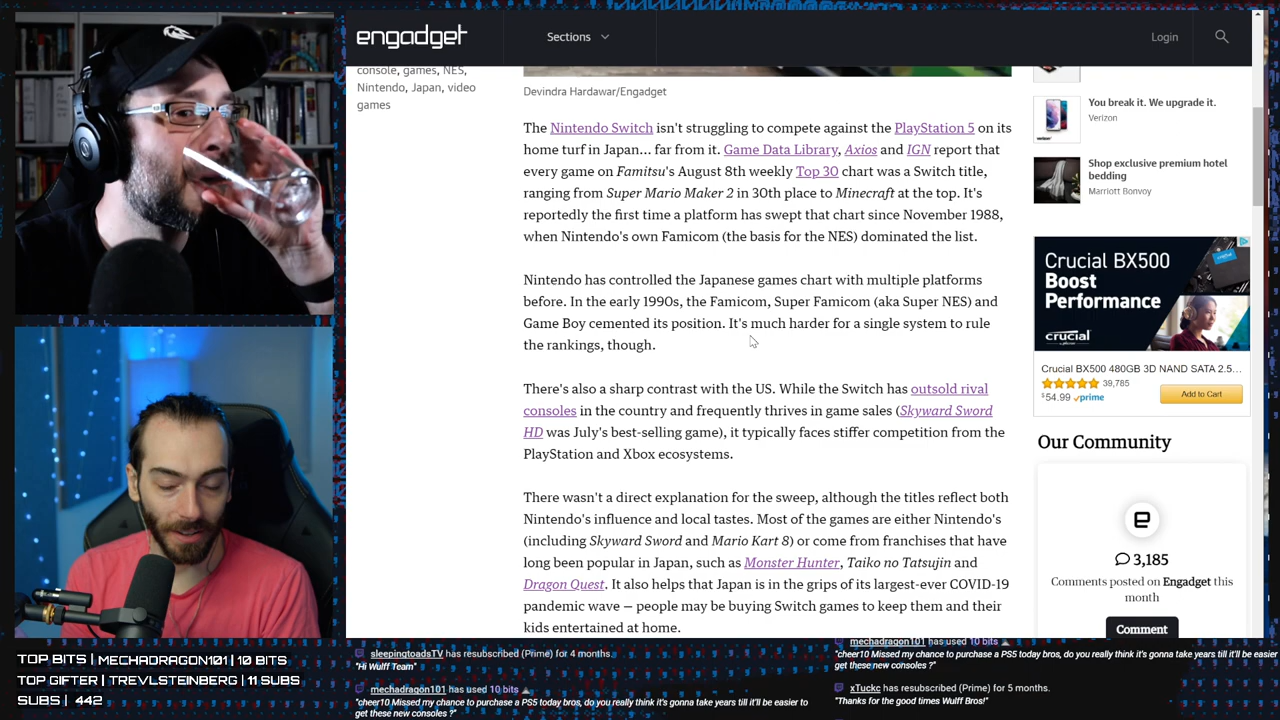 engadget
Sections
Login
console, games, NES,
Nintendo, Japan, video
games
Devindra Hardawar/Engadget
The Nintendo Switch isn't struggling to compete against the PlayStation 5 on its
home turf in Japan... far from it. Game Data Library, Axios and IGN report that
every game on Famitsu's August 8th weekly Top 30 chart was a Switch title,
ranging from Super Mario Maker 2 in 30th place to Minecraft at the top. It's
reportedly the first time a platform has swept that chart since November 1988,
when Nintendo's own Famicom (the basis for the NES) dominated the list.
Nintendo has controlled the Japanese games chart with multiple platforms
before. In the early 1990s, the Famicom, Super Famicom (aka Super NES) and
Game Boy cemented its position. It's much harder for a single system to rule
the rankings, though.
There's also a sharp contrast with the US. While the Switch has outsold rival
consoles in the country and frequently thrives in game sales (Skyward Sword
HD was July's best-selling game), it typically faces stiffer competition from the
PlayStation and Xbox ecosystems.
There wasn't a direct explanation for the sweep, although the titles reflect both
Nintendo's influence and local tastes. Most of the games are either Nintendo's
(including Skyward Sword and Mario Kart 8) or come from franchises that have
long been popular in Japan, such as Monster Hunter, Taiko no Tatsujin and
Dragon Quest. It also helps that Japan is in the grips of its largest-ever COVID-19
pandemic wave — people may be buying Switch games to keep them and their
kids entertained at home.
You break it. We upgrade it.
Verizon
Shop exclusive premium hotel
bedding
Marriott Bonvoy
Crucial BX500
Boost
Performance
crucial
Crucial BX500 480GB 3D NAND SATA 2.5...
39,785
$54.99 prime
Add to Cart
Our Community
3,185
Comments posted on Engadget this
month
Comment
TOP BITS | MECHADRAGON101 | 10 BITS
TOP GIFTER | TREVLSTEINBERG | 11 SUBS
SUBS | 442
sleepingtoadsTV has resubscribed (Prime) for 4 months.
"Hi Wulff Team"
mechadragon101 has used 10 bits
"cheer10 Missed my chance to purchase a PS5 today bros, do you really think it's gonna take years till it'll be easier to
get these new consoles ?"
mechadragon101 has used 10 bits
"cheer10 Missed my chance to purchase a PS5 today bros, do you really think it's gonna take years till it'll be easier
get these new consoles ?"
xTuckc has resubscribed (Prime) for 5 months.
"Thanks for the good times Wulff Bros!"